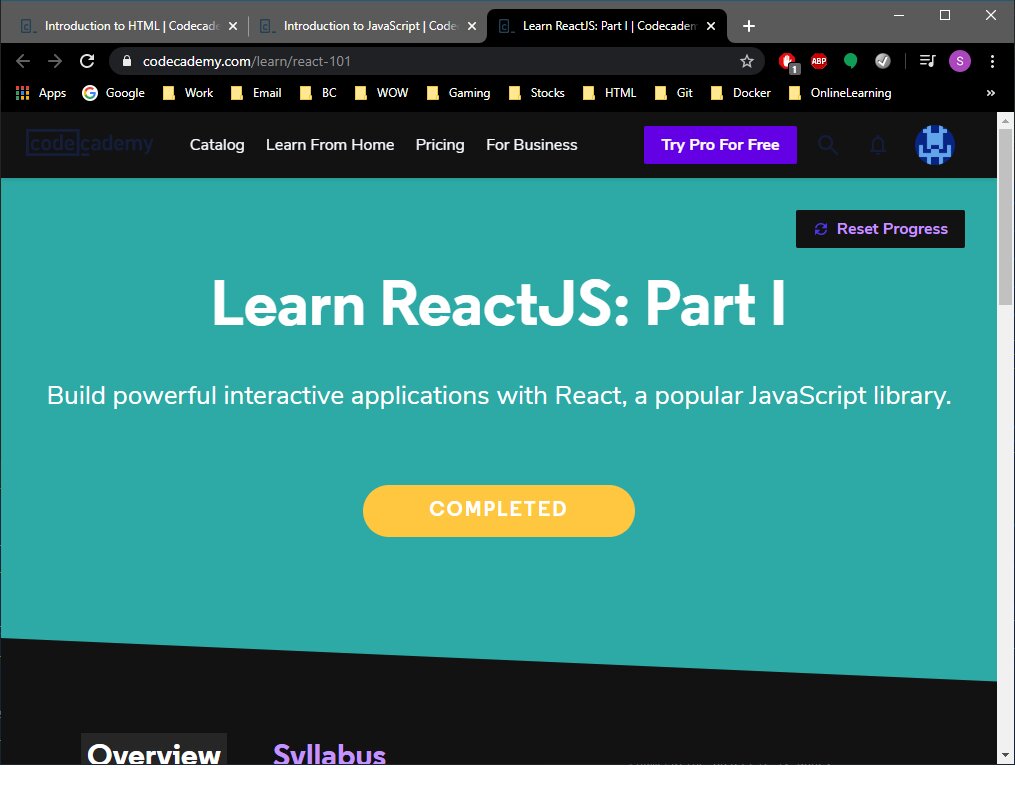 Introduction to HTML | Codecade
Introduction to JavaScript | Code
Learn ReactJS: Part I | Codecadem
codecademy.com/learn/react-101
1
ABP
S
Apps
Google
Work
Email
BC
WOW
Gaming
Stocks
HTML
Git
Docker
OnlineLearning
»
codecademy
Catalog
Learn From Home
Pricing
For Business
Try Pro For Free
Reset Progress
Learn ReactJS: Part I
Build powerful interactive applications with React, a popular JavaScript library.
COMPLETED
Overview
Syllabus